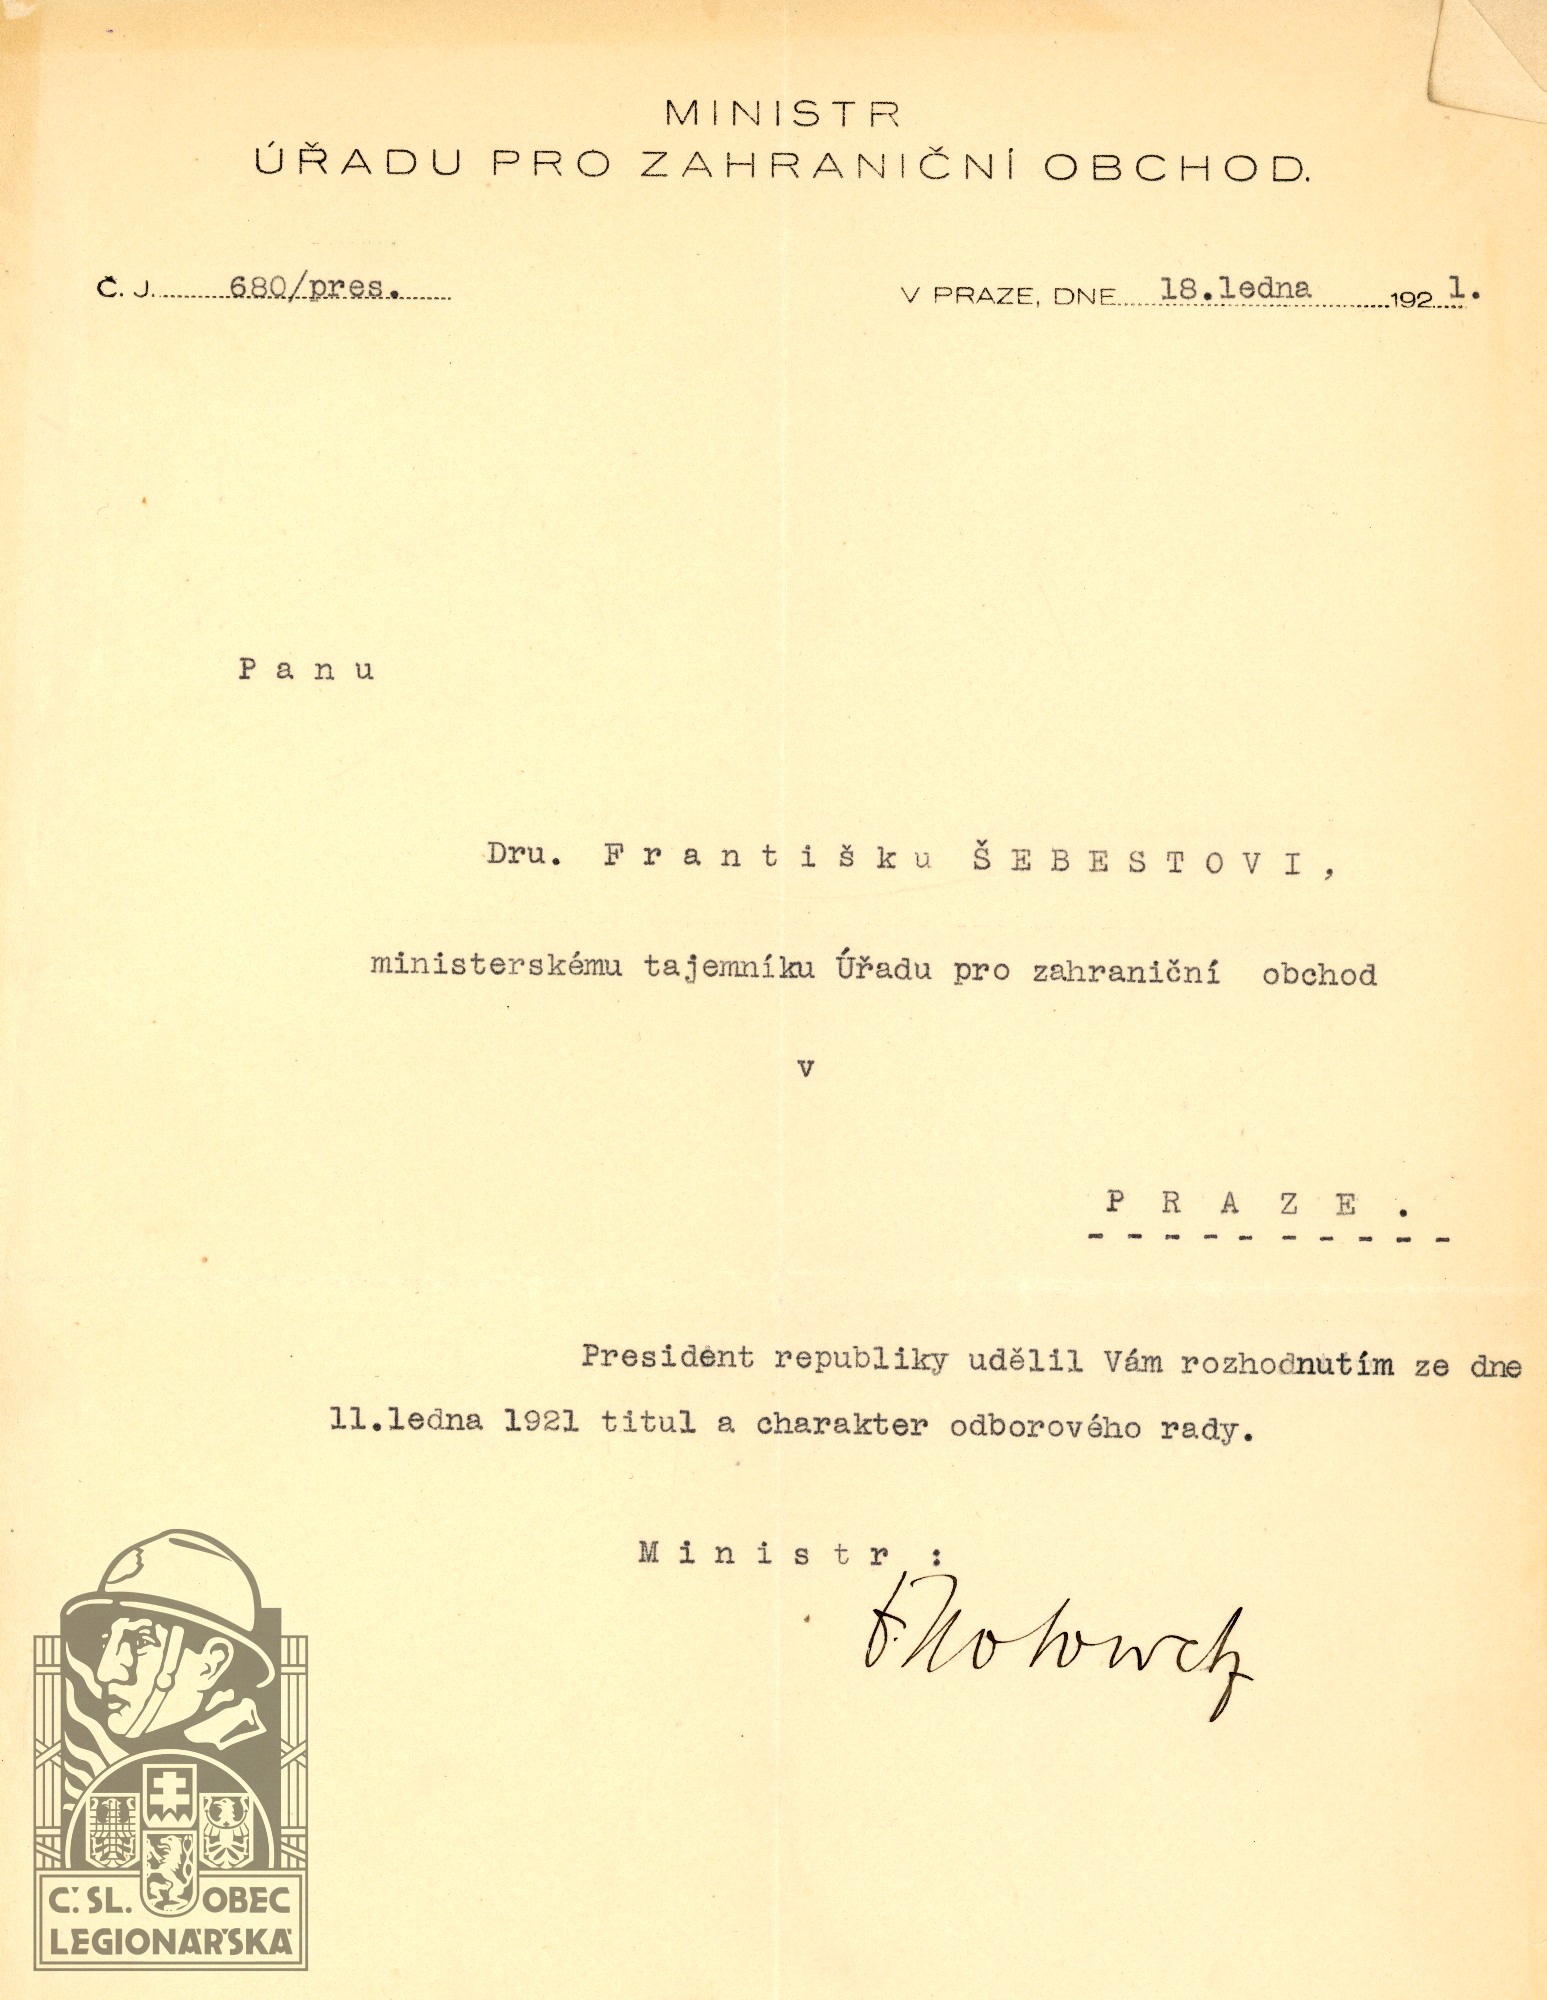 MINISTR
ÚŘADU PRO ZAHRANIČNÍ OBCHOD.
Č. J. 680/pres.
V PRAZE, DNE 18.ledna 1921.
Panu
Dru. Františku ŠEBESTOVI,
ministerskému tajemníku Úřadu pro zahraniční obchod
v
PRAZE.
President republiky udělil Vám rozhodnutím ze dne
11.ledna 1921 titul a charakter odborového rady.
Ministr:
Č. SL. OBEC
LEGIONÁŘSKÁ